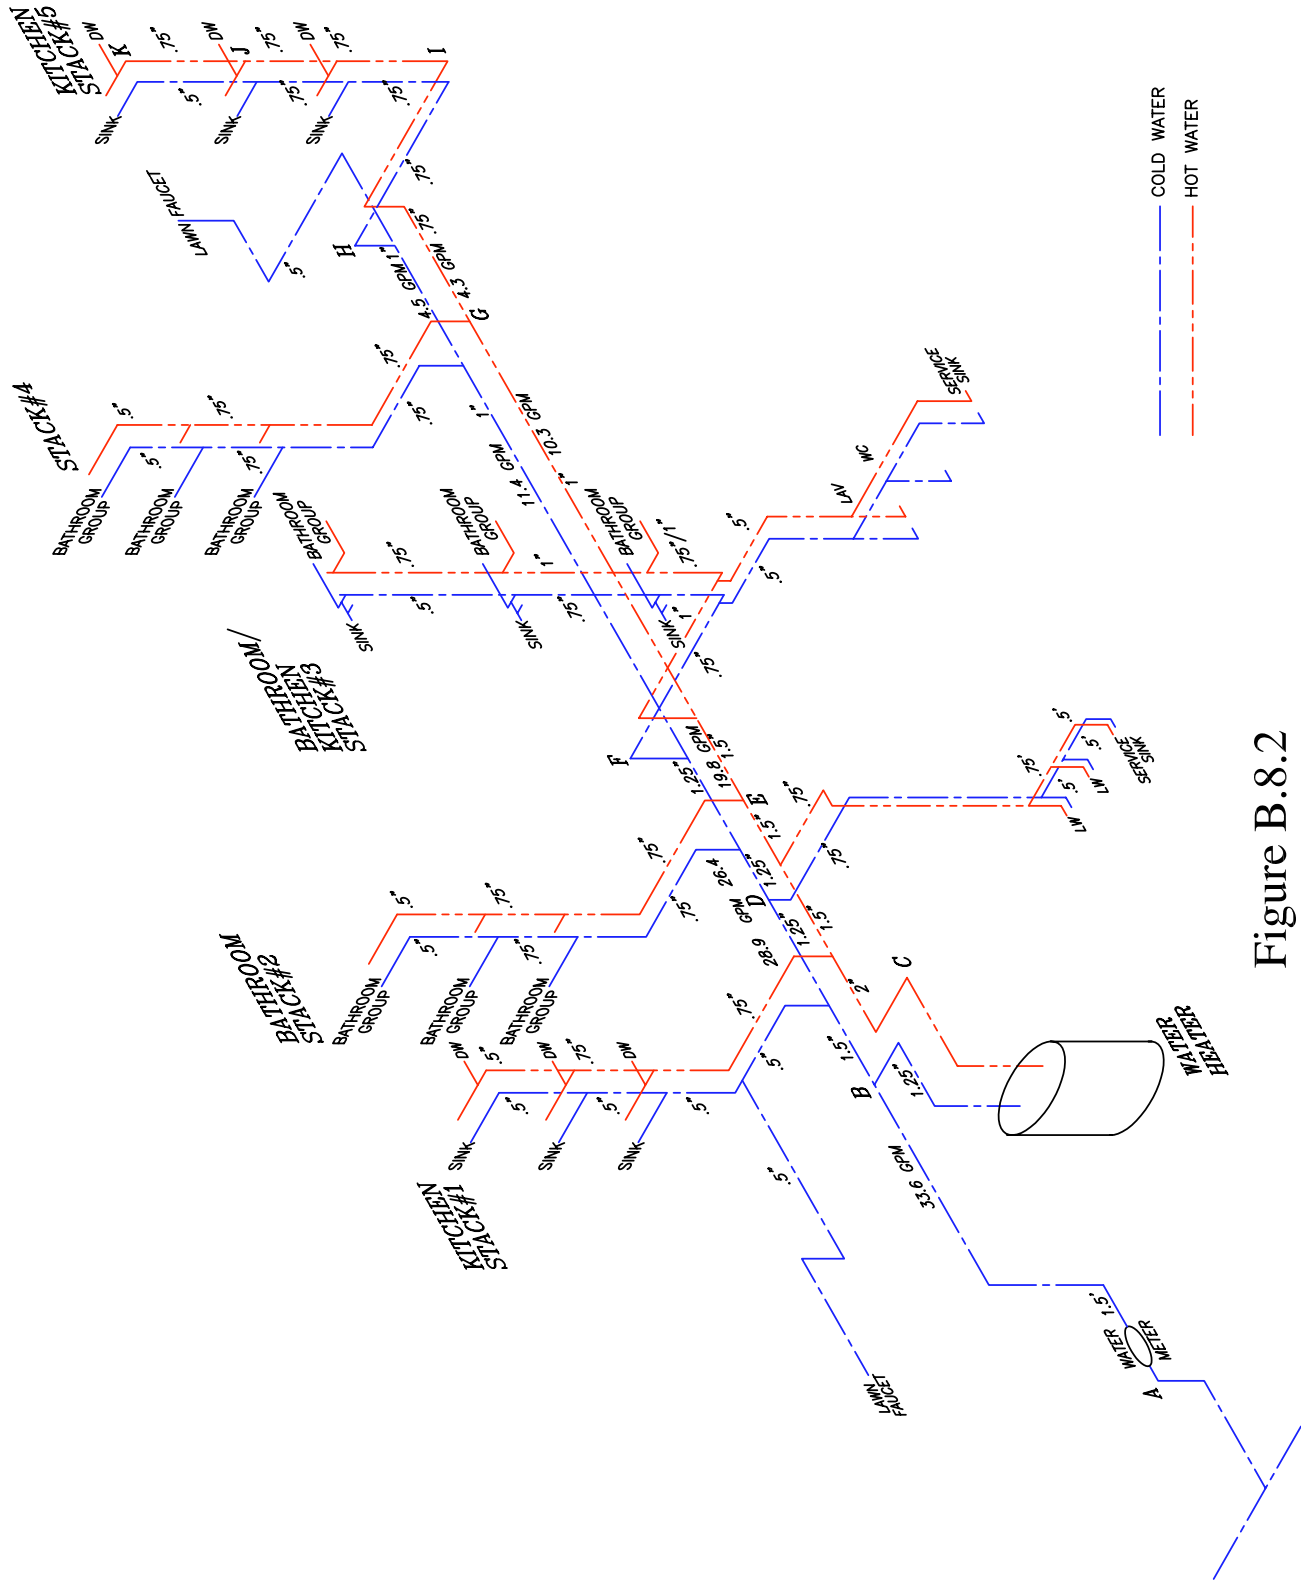 KITCHEN
STACK#5
DW
K
.75"
DW
J
.75"
DW
.75"
I
SINK
.5"
SINK
.75"
SINK
.75"
LAWN FAUCET
.5"
H
.75"
.75"
1"
4.5 GPM
4.3 GPM
G
STACK#4
.5"
.75"
.75"
.5"
.75"
.75"
BATHROOM
GROUP
BATHROOM
GROUP
BATHROOM
GROUP
1"
11.4 GPM
10.3 GPM
1"
BATHROOM/
KITCHEN
STACK#3
BATHROOM
GROUP
BATHROOM
GROUP
BATHROOM
GROUP
.75"
1"
.75"/1"
.5"
.75"
1"
SINK
SINK
SINK
.75"
.5"
.5"
LAV
WC
SERVICE
SINK
F
1.25"
19.8 GPM
1.5"
E
1.5"
BATHROOM
STACK#2
.5"
.75"
.75"
.5"
.75"
.75"
BATHROOM
GROUP
BATHROOM
GROUP
BATHROOM
GROUP
26.4
1.25"
D
28.9 GPM
1.25"
1.5"
.75"
.75"
.75'
.5'
.5'
.5'
LW
LW
SERVICE
SINK
KITCHEN
STACK#1
DW
.5"
DW
.75"
DW
.75"
SINK
.5"
SINK
.5"
SINK
.5"
.5"
.5"
LAWN
FAUCET
2"
C
1.5"
B
1.25"
WATER
HEATER
33.6 GPM
1.5'
WATER
METER
A
COLD WATER
HOT WATER
Figure B.8.2